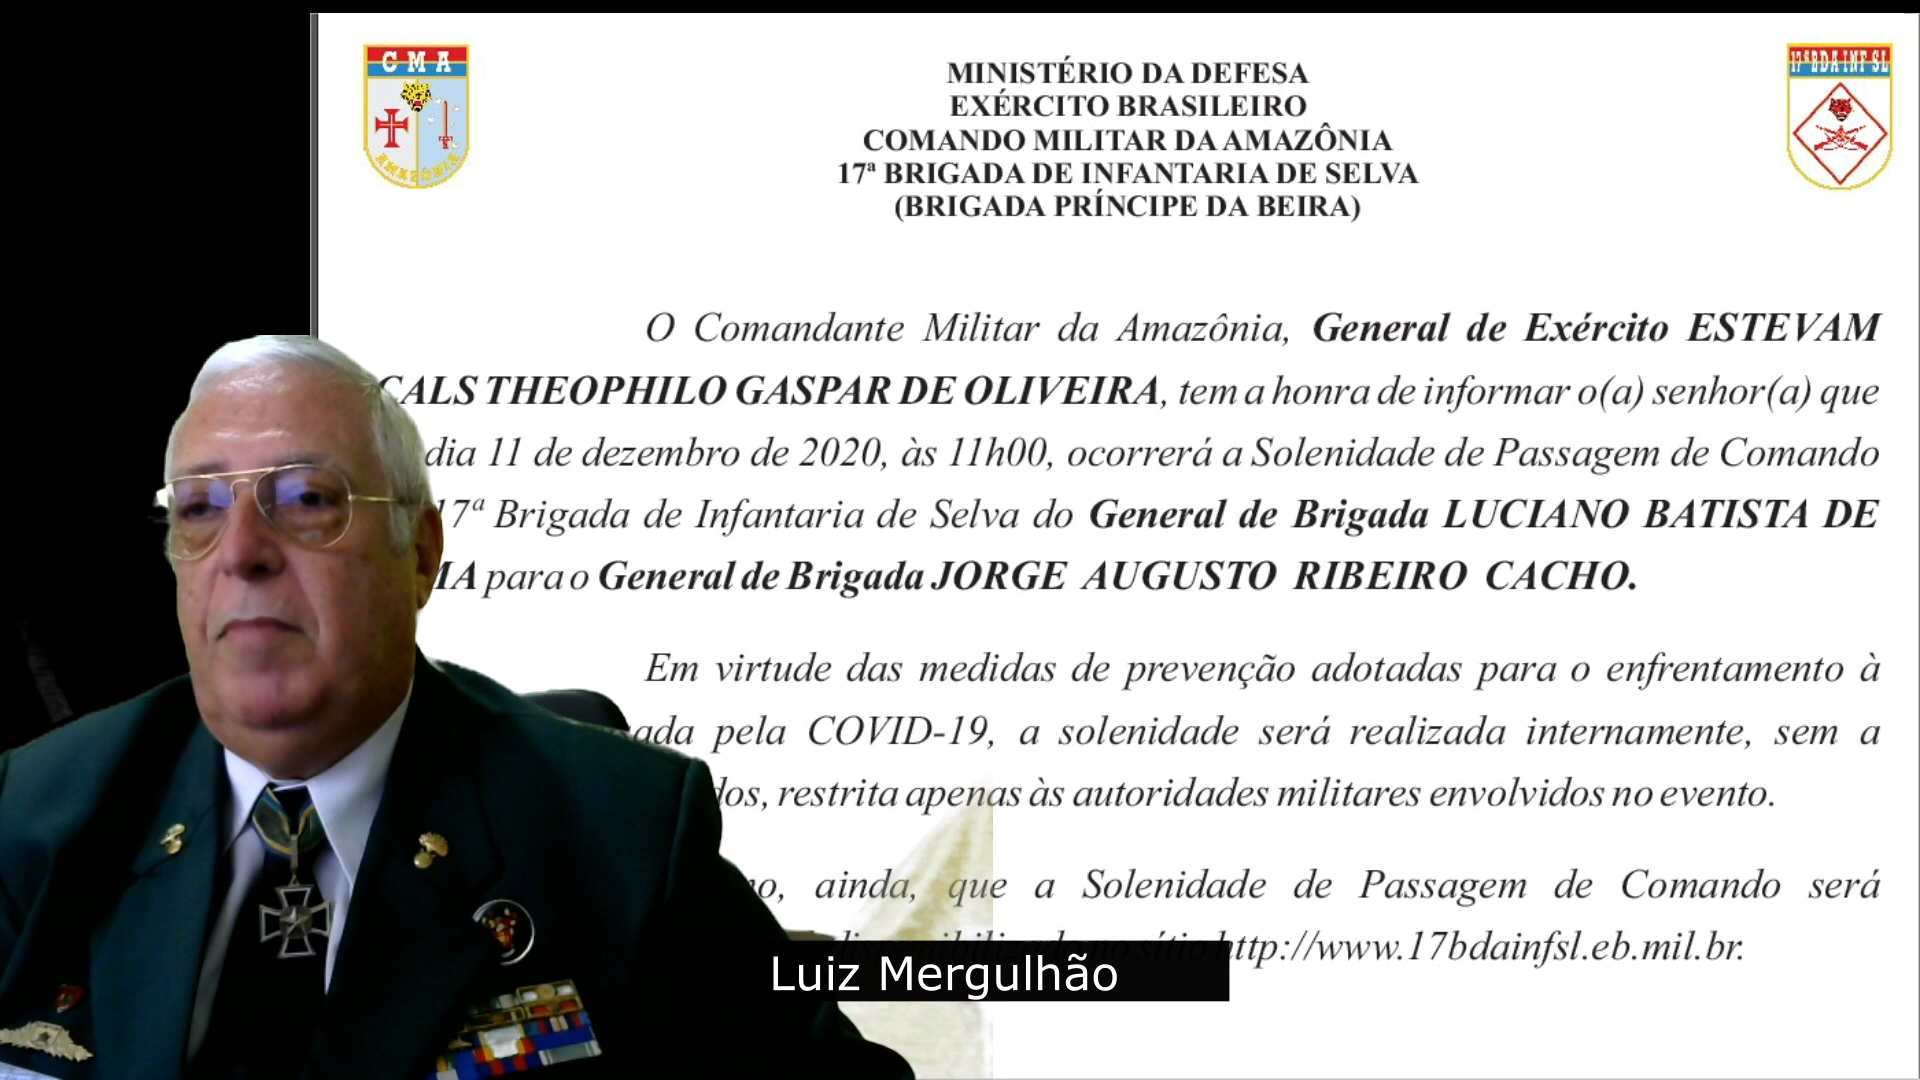 CMA
AMAZÔNIA
17ª BDA INF SL
MINISTÉRIO DA DEFESA
EXÉRCITO BRASILEIRO
COMANDO MILITAR DA AMAZÔNIA
17ª BRIGADA DE INFANTARIA DE SELVA
(BRIGADA PRÍNCIPE DA BEIRA)
O Comandante Militar da Amazônia, General de Exército ESTEVAM
CALS THEOPHILO GASPAR DE OLIVEIRA, tem a honra de informar o(a) senhor(a) que
dia 11 de dezembro de 2020, às 11h00, ocorrerá a Solenidade de Passagem de Comando
17ª Brigada de Infantaria de Selva do General de Brigada LUCIANO BATISTA DE
para o General de Brigada JORGE AUGUSTO RIBEIRO CACHO.
Em virtude das medidas de prevenção adotadas para o enfrentamento à
pela COVID-19, a solenidade será realizada internamente, sem a
restrita apenas às autoridades militares envolvidos no evento.
ainda, que a Solenidade de Passagem de Comando será
no sítio http://www.17bdainfsl.eb.mil.br.
Luiz Mergulhão